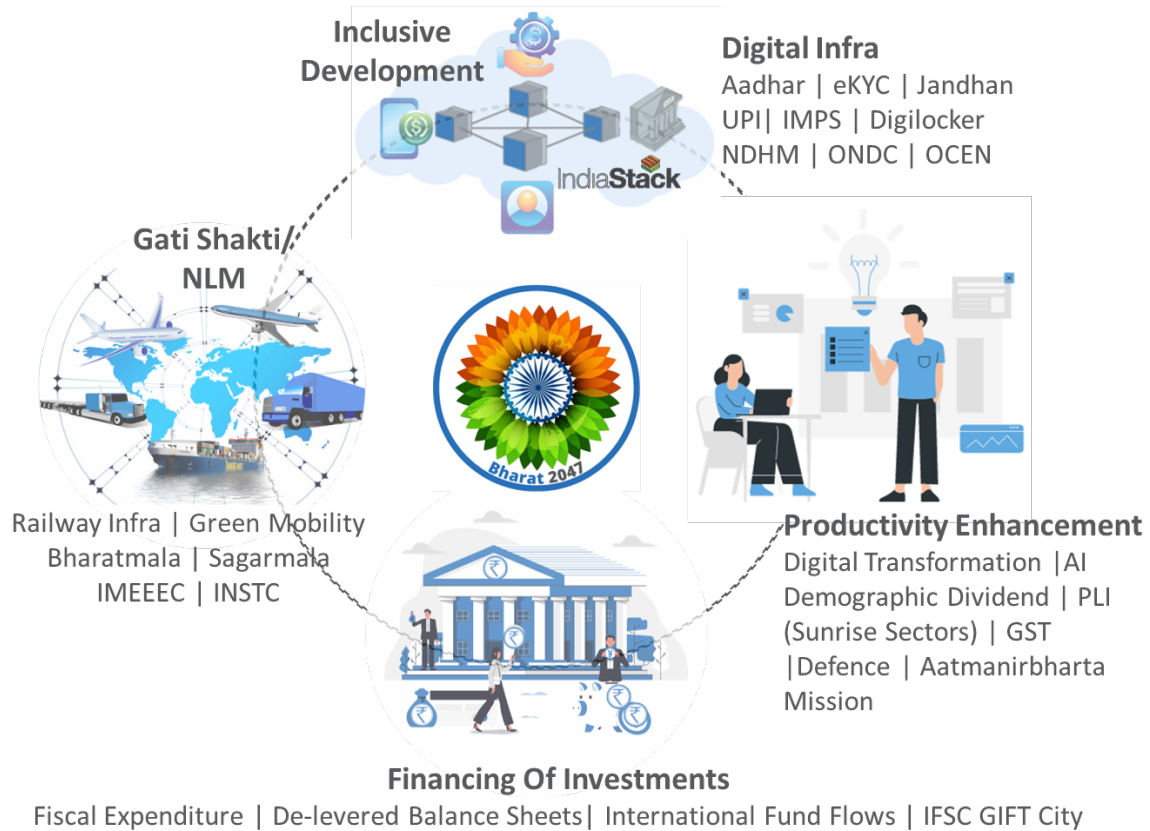 Inclusive
Development
Digital Infra
Aadhar | eKYC | Jandhan
UPI| IMPS | Digilocker
NDHM | ONDC | OCEN
IndiaStack
Gati Shakti/
NLM
Bharat 2047
Railway Infra | Green Mobility
Bharatmala | Sagarmala
IMEEEC | INSTC
Productivity Enhancement
Digital Transformation |AI
Demographic Dividend | PLI
(Sunrise Sectors) | GST
|Defence | Aatmanirbharta
Mission
Financing Of Investments
Fiscal Expenditure | De-levered Balance Sheets| International Fund Flows | IFSC GIFT City